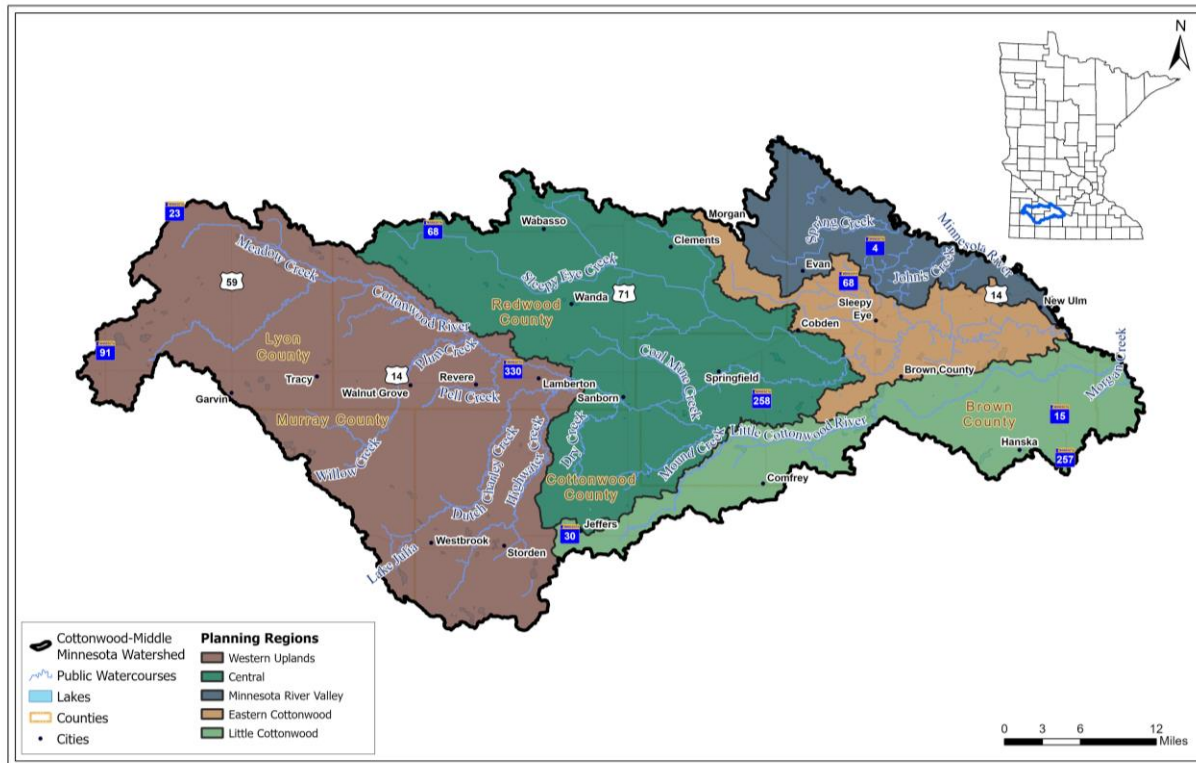 N
23
68
Morgan
Wabasso
Clements
Spring Creek
4
Minnesota River
Meadow Creek
59
Sleepy Eye Creek
Evan
John's Creek
68
14
Cottonwood River
Redwood
County
Wanda
71
Sleepy
Eye
New Ulm
Cobden
Lyon
County
91
Plum Creek
330
Coal Mine Creek
Morgan Creek
Tracy
14
Revere
Lamberton
Springfield
Brown County
Garvin
Walnut Grove
Pell Creek
Sanborn
258
Murray County
Little Cottonwood River
Brown
County
15
Dry Creek
Mound Creek
Hanska
257
Willow Creek
Dutch Charley Creek
Highwater Creek
Cottonwood
County
Comfrey
Jeffers
30
Westbrook
Storden
Lake Julia
Cottonwood-Middle
Minnesota Watershed
Public Watercourses
Lakes
Counties
Cities
Planning Regions
Western Uplands
Central
Minnesota River Valley
Eastern Cottonwood
Little Cottonwood
0 3 6 12
Miles